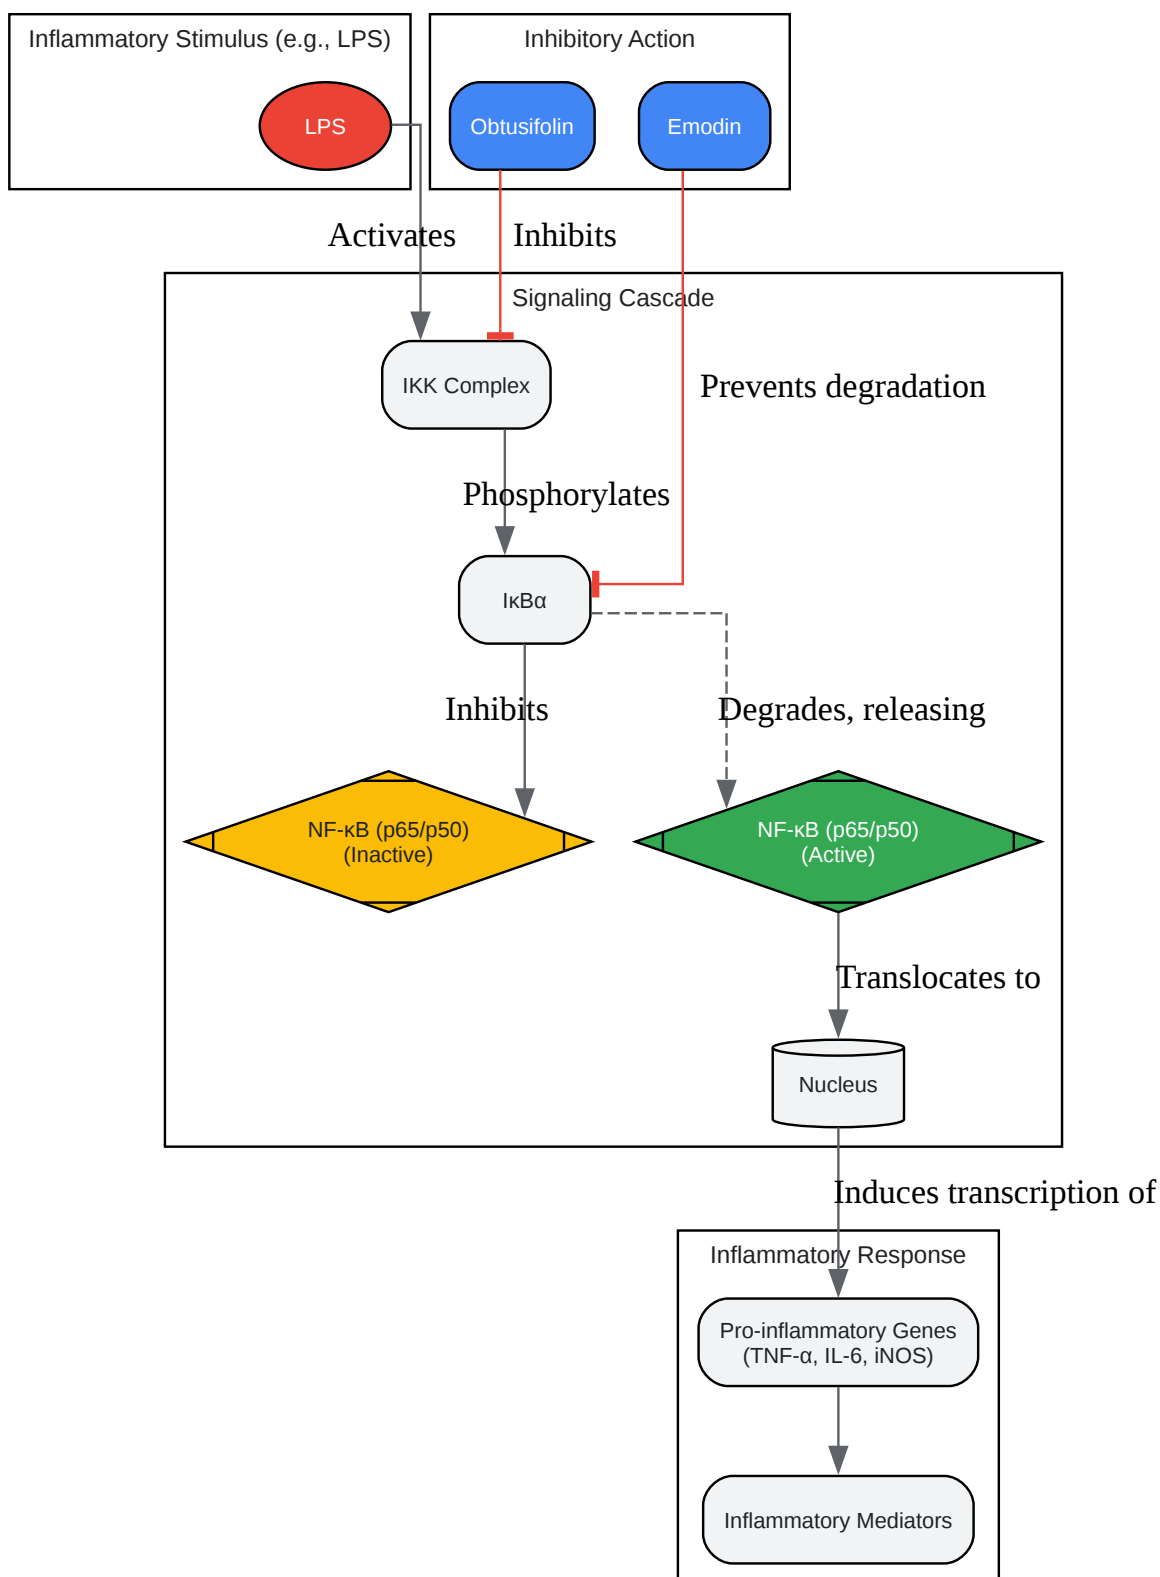 Inflammatory Stimulus (e.g., LPS)
Inhibitory Action
LPS
Obtusifolin
Emodin
Activates
Inhibits
Signaling Cascade
IKK Complex
Prevents degradation
Phosphorylates
IκBα
Inhibits
Degrades, releasing
NF-κB (p65/p50)
(Inactive)
NF-κB (p65/p50)
(Active)
Translocates to
Nucleus
Induces transcription of
Inflammatory Response
Pro-inflammatory Genes
(TNF-α, IL-6, iNOS)
Inflammatory Mediators